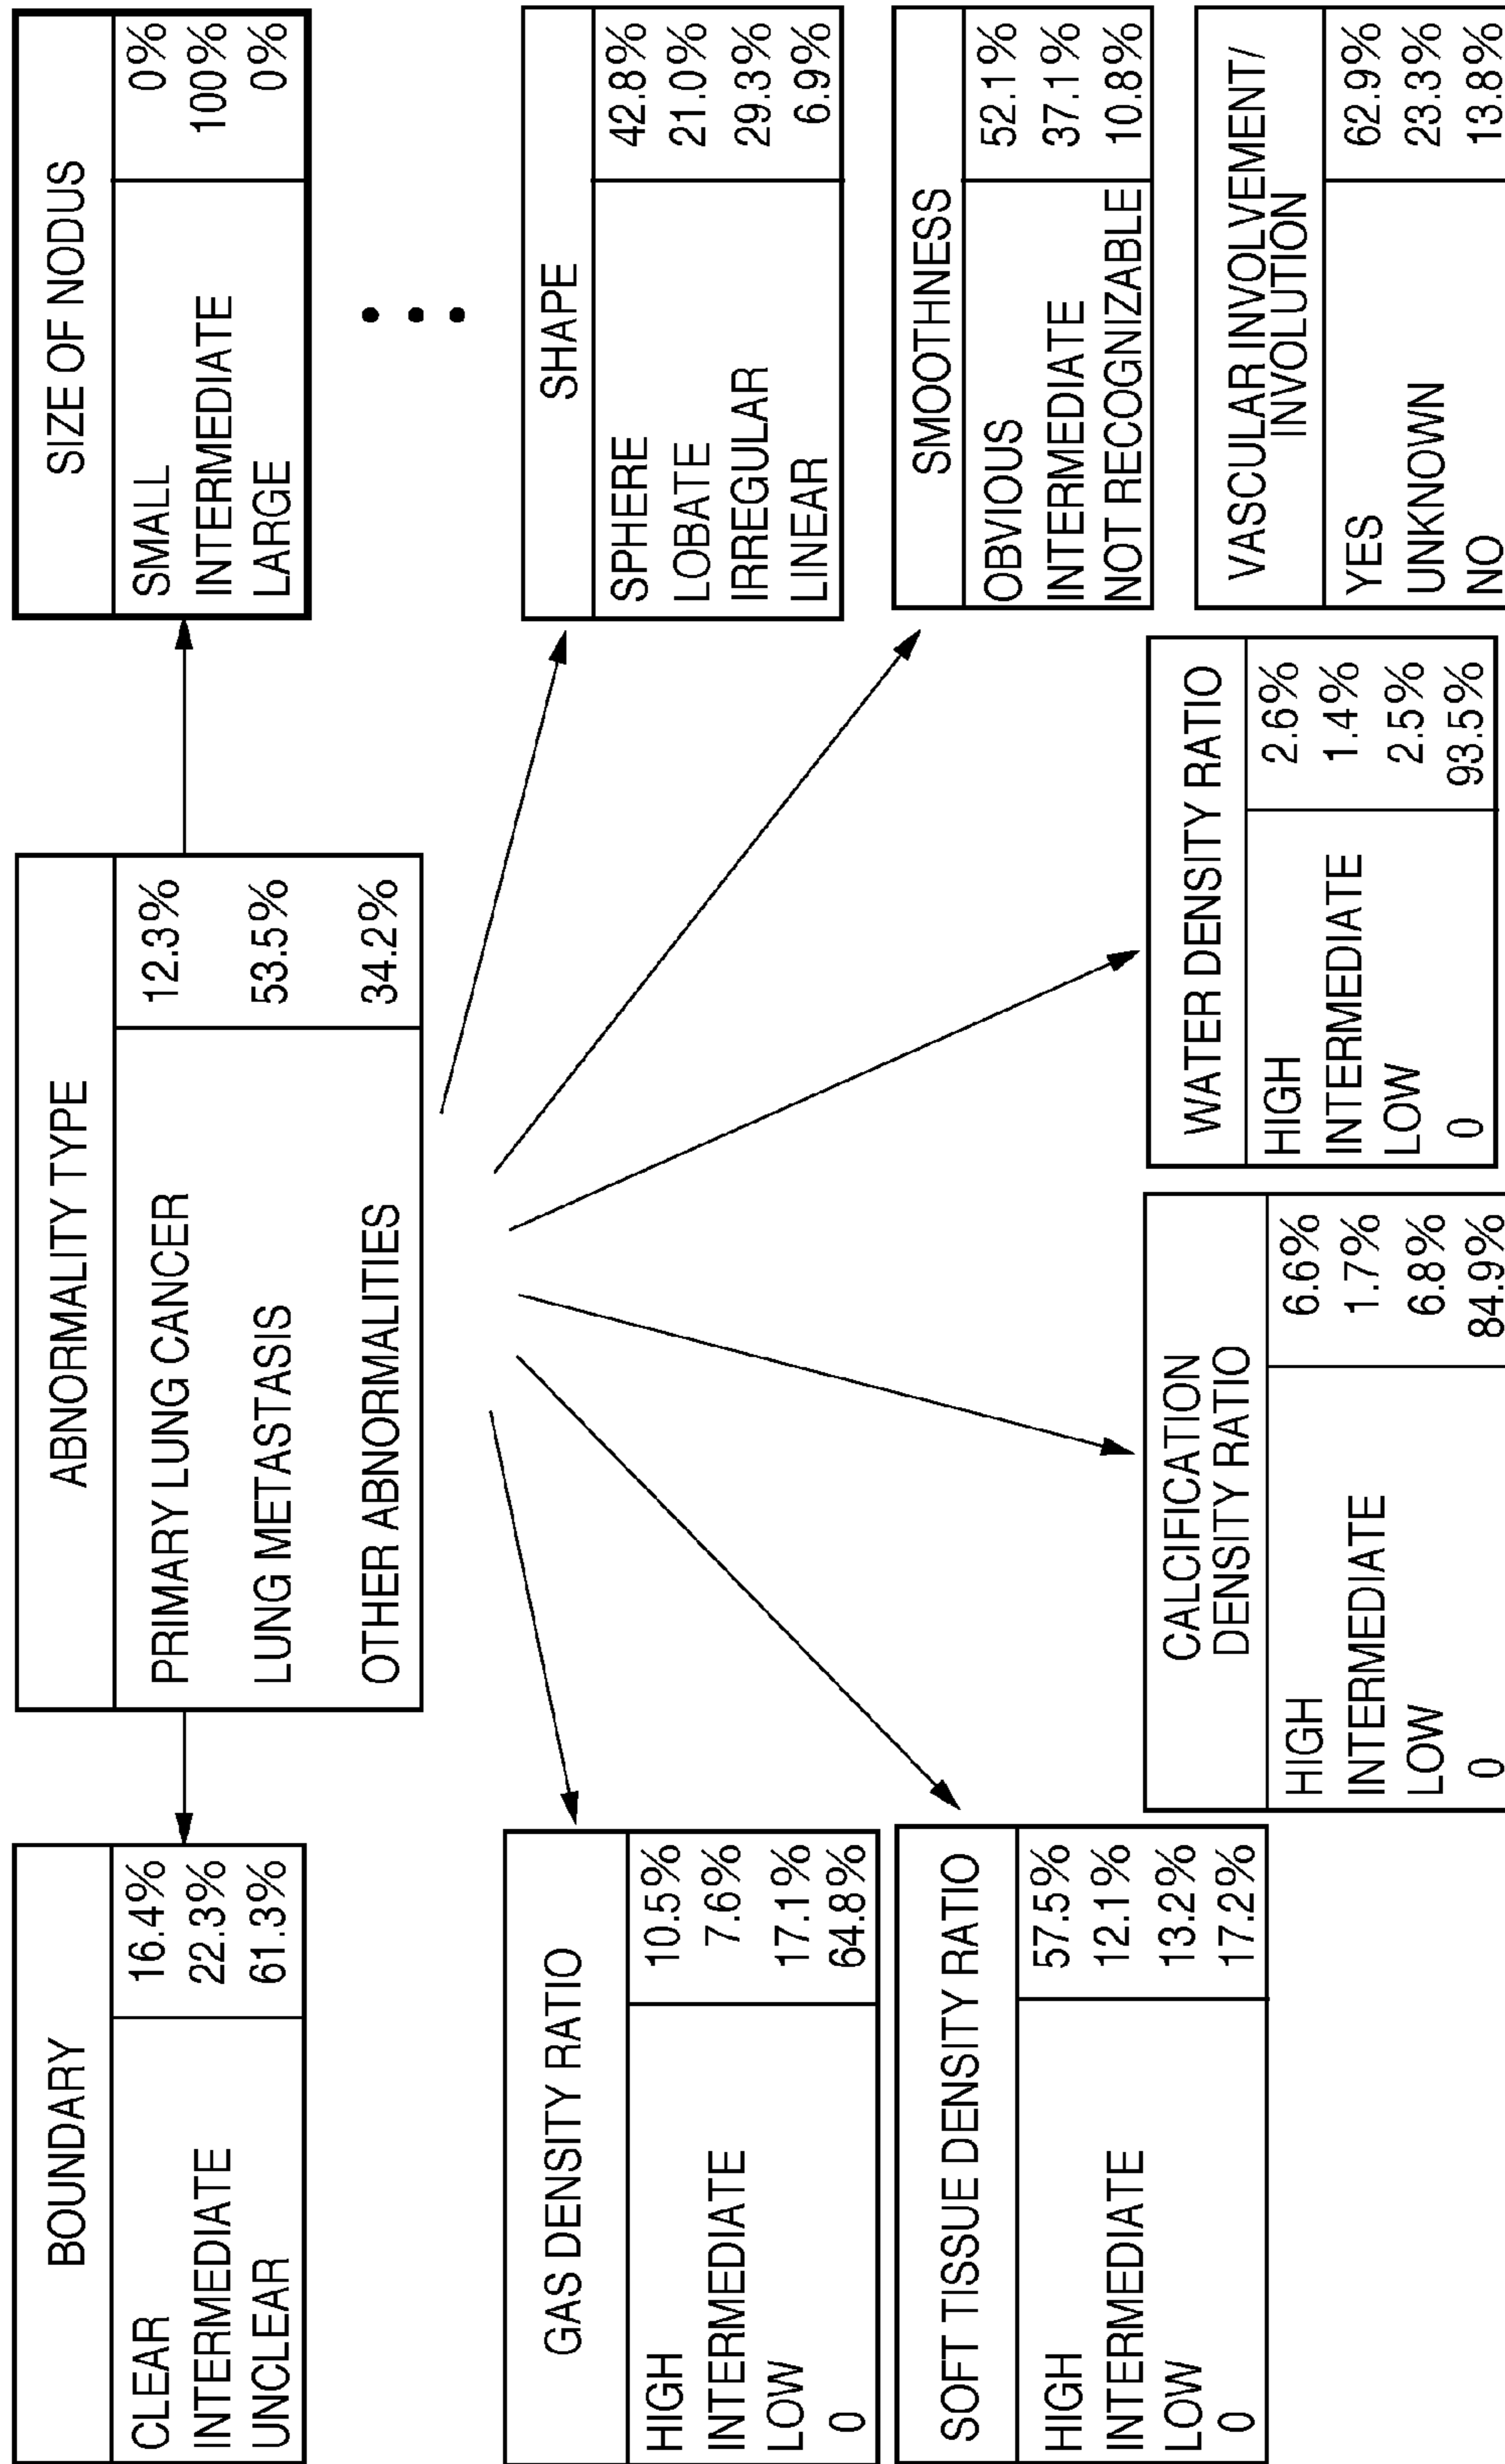 BOUNDARY
CLEAR 16.4%
INTERMEDIATE 22.3%
UNCLEAR 61.3%
ABNORMALITY TYPE
PRIMARY LUNG CANCER 12.3%
LUNG METASTASIS 53.5%
OTHER ABNORMALITIES 34.2%
SIZE OF NODUS
SMALL 0%
INTERMEDIATE 100%
LARGE 0%
GAS DENSITY RATIO
HIGH 10.5%
INTERMEDIATE 7.6%
LOW 17.1%
0 64.8%
SHAPE
SPHERE 42.8%
LOBATE 21.0%
IRREGULAR 29.3%
LINEAR 6.9%
SOFT TISSUE DENSITY RATIO
HIGH 57.5%
INTERMEDIATE 12.1%
LOW 13.2%
0 17.2%
SMOOTHNESS
OBVIOUS 52.1%
INTERMEDIATE 37.1%
NOT RECOGNIZABLE 10.8%
CALCIFICATION
DENSITY RATIO
HIGH 6.6%
INTERMEDIATE 1.7%
LOW 6.8%
0 84.9%
WATER DENSITY RATIO
HIGH 2.6%
INTERMEDIATE 1.4%
LOW 2.5%
0 93.5%
VASCULAR INVOLVEMENT/
INVOLUTION
YES 62.9%
UNKNOWN 23.3%
NO 13.8%